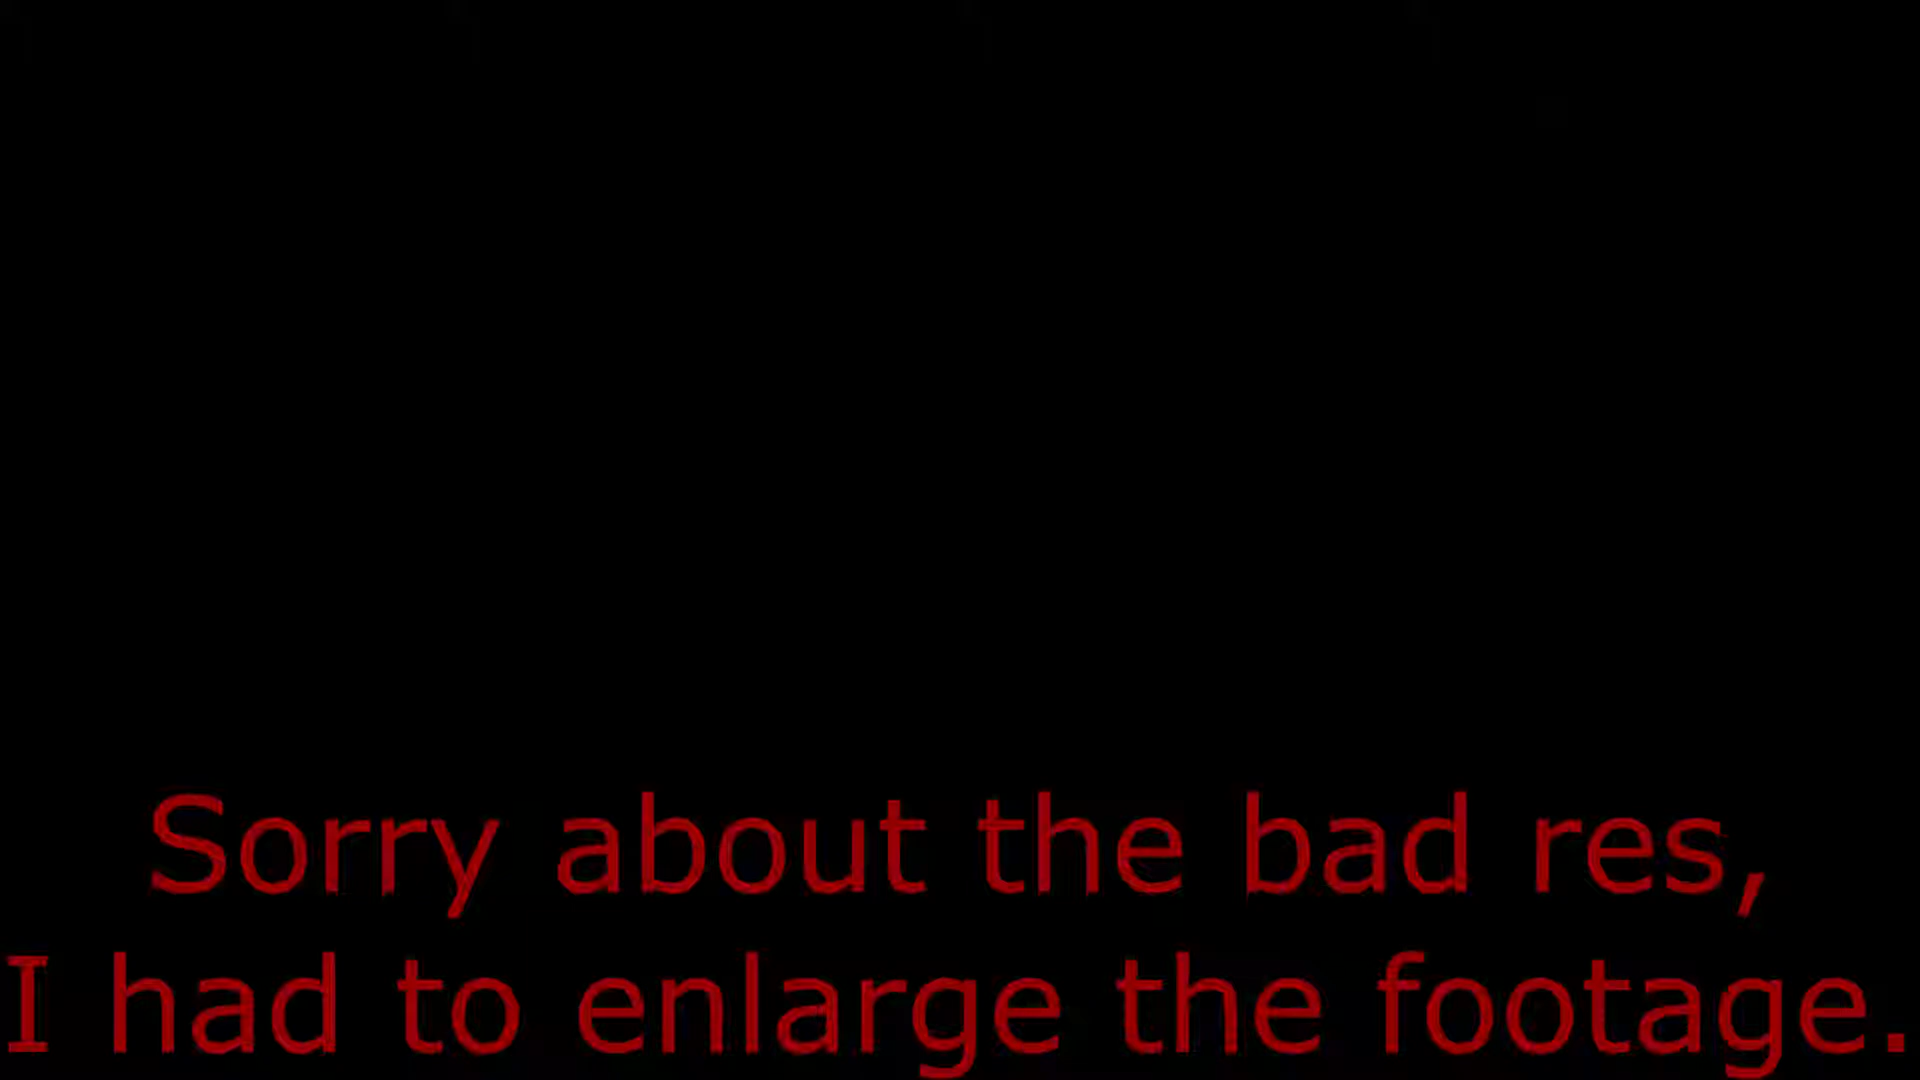 Sorry about the bad res,
I had to enlarge the footage.